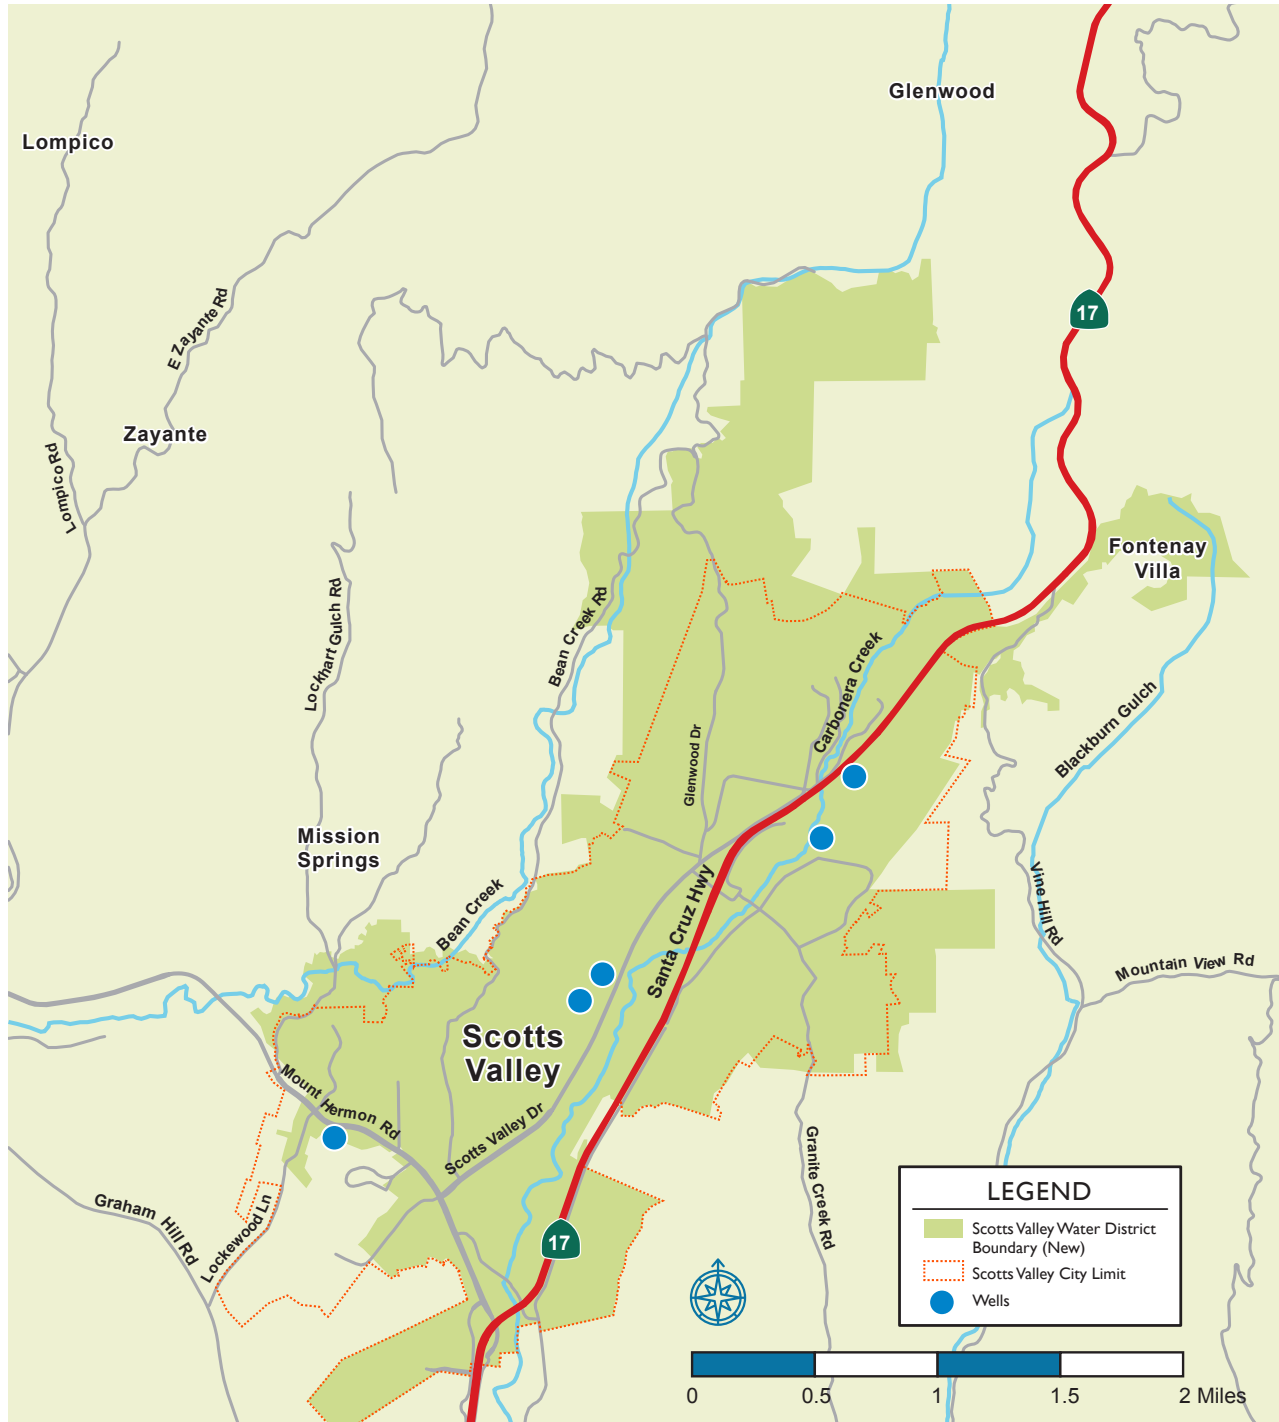 Glenwood
Lompico
17
E Zayante Rd
Zayante
Lompico Rd
Fontenay
Villa
Lockhart Gulch Rd
Bean Creek Rd
Carbonera Creek
Blackburn Gulch
Glenwood Dr
Mission
Springs
Bean Creek
Santa Cruz Hwy
Vine Hill Rd
Mountain View Rd
Scotts
Valley
Mount Hermon Rd
Scotts Valley Dr
Granite Creek Rd
Graham Hill Rd
Lockewood Ln
17
LEGEND
Scotts Valley Water District
Boundary (New)
Scotts Valley City Limit
Wells
0 0.5 1 1.5 2 Miles